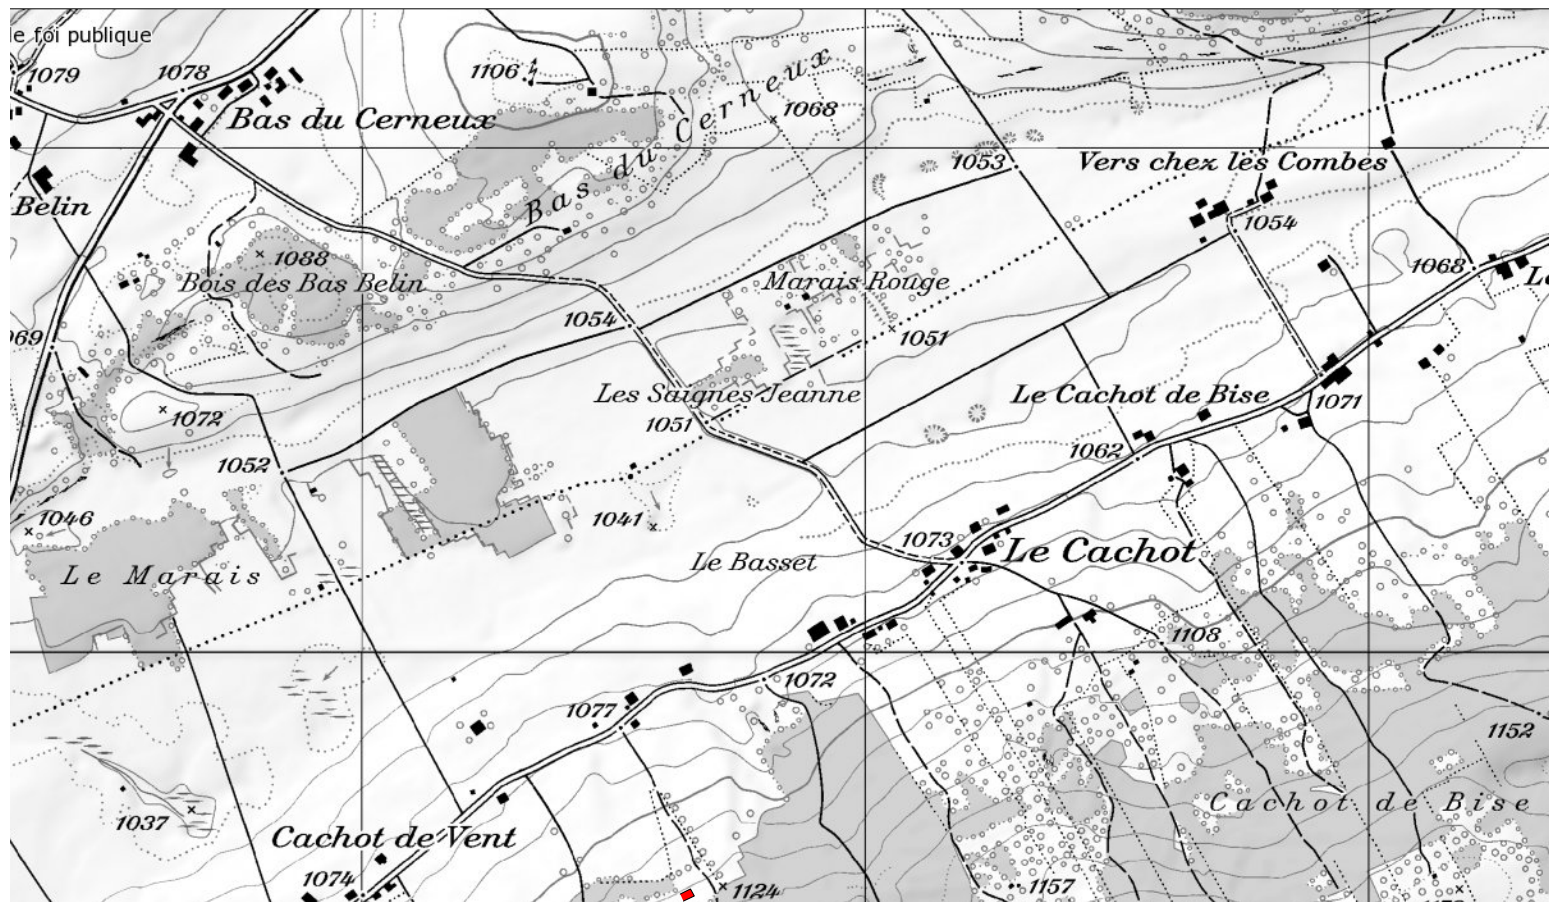 le foi publique
1079
1078
1106
Bas du Cerneux
Bas du Cerneux
1068
1053
Vers chez les Combes
Belin
1054
1088
Bois des Bas Belin
Marais Rouge
1068
1054
1051
069
Les Saignes Jeanne
Le Cachot de Bise
1071
1072
1051
1062
1052
1046
1041
1073
Le Cachot
Le Basset
Le Marais
1108
1072
1077
1152
1037
Cachot de Bise
Cachot de Vent
1074
1124
1157